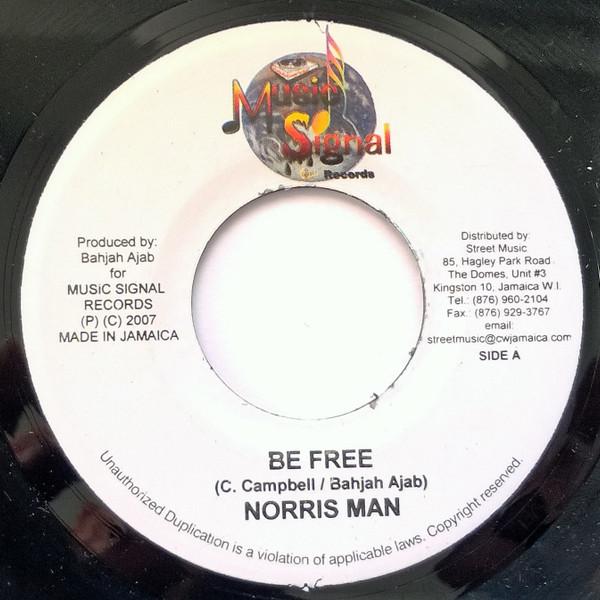 Music
Signal
Records
Produced by:
Bahjah Ajab
for
MUSiC SIGNAL
RECORDS
(P) (C) 2007
MADE IN JAMAICA
Distributed by:
Street Music
85, Hagley Park Road
The Domes, Unit #3
Kingston 10, Jamaica W.I.
Tel.: (876) 960-2104
Fax.: (876) 929-3767
email:
streetmusic@cwjamaica.com
SIDE A
BE FREE
(C. Campbell / Bahjah Ajab)
NORRIS MAN
Unauthorized Duplication is a violation of applicable laws. Copyright reserved.